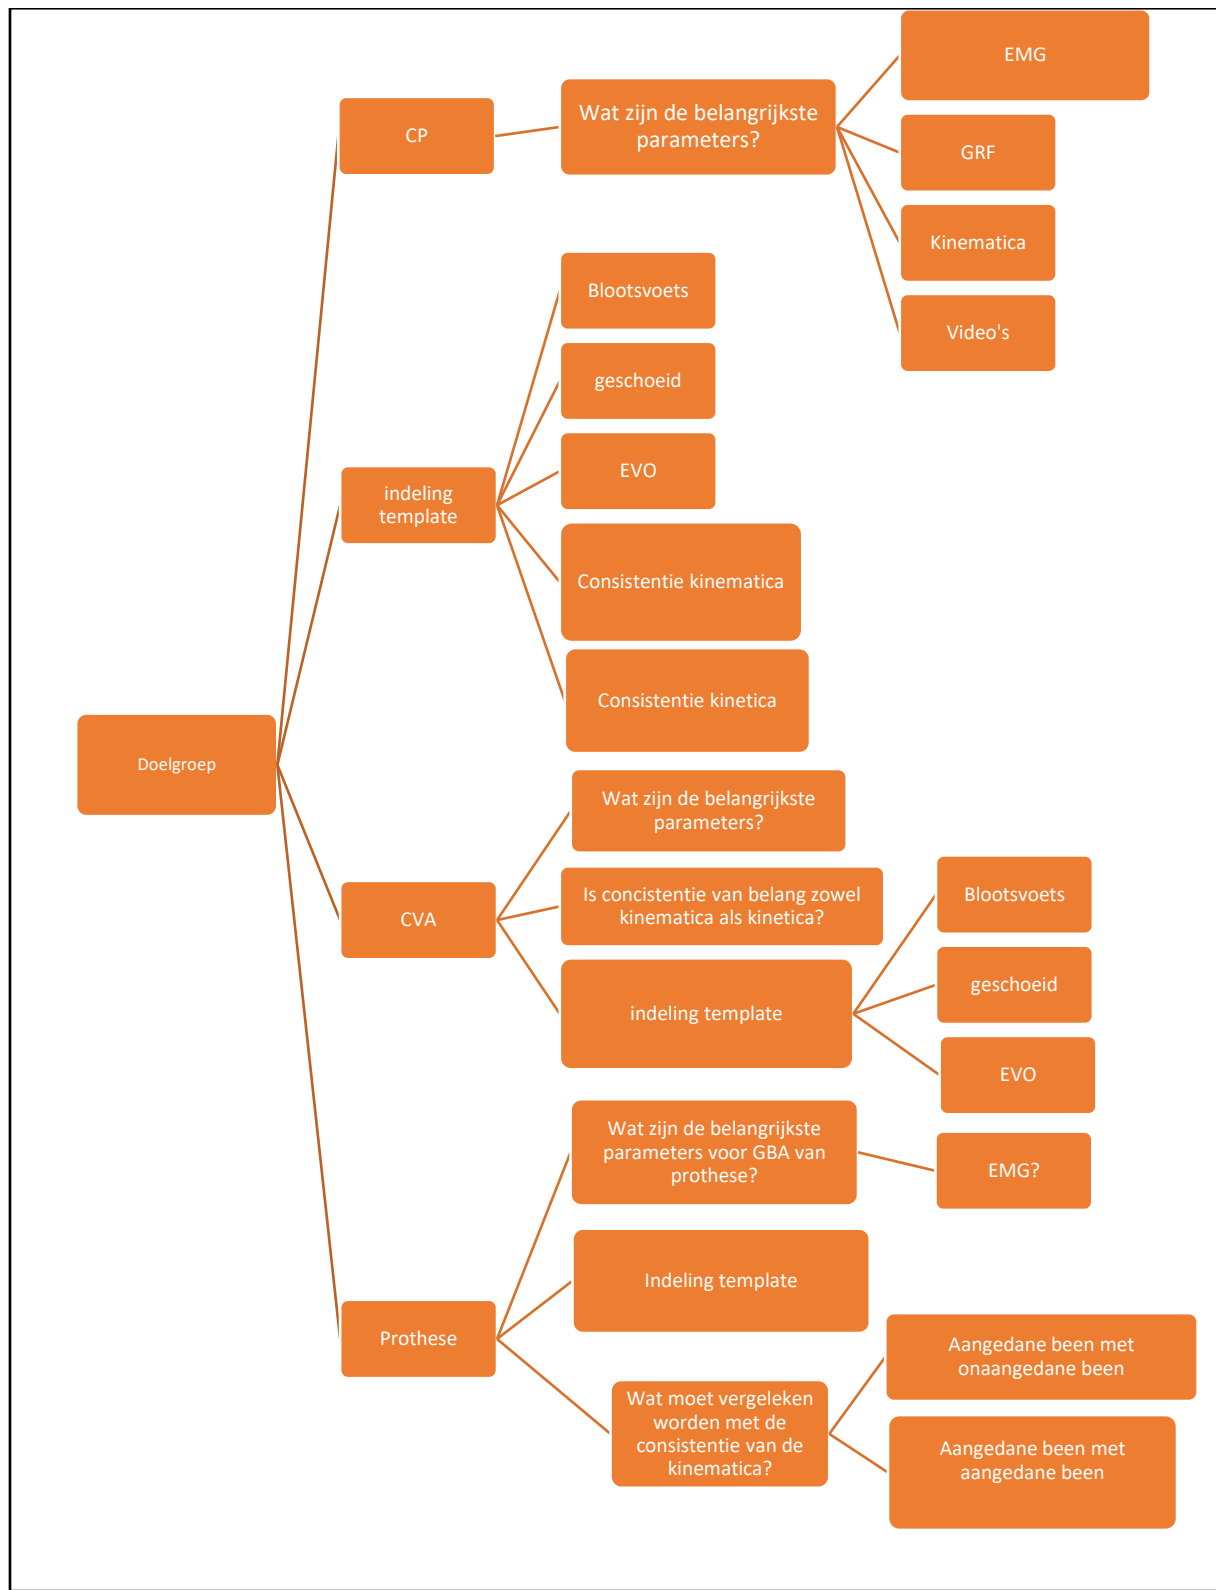 Doelgroep
CP
Wat zijn de belangrijkste
parameters?
EMG
GRF
Kinematica
Video's
indeling
template
Blootsvoets
geschoeid
EVO
Consistentie kinematica
Consistentie kinetica
CVA
Wat zijn de belangrijkste
parameters?
Is concistentie van belang zowel
kinematica als kinetica?
indeling template
Blootsvoets
geschoeid
EVO
Prothese
Wat zijn de belangrijkste
parameters voor GBA van
prothese?
EMG?
Indeling template
Wat moet vergeleken
worden met de
consistentie van de
kinematica?
Aangedane been met
onaangedane been
Aangedane been met
aangedane been